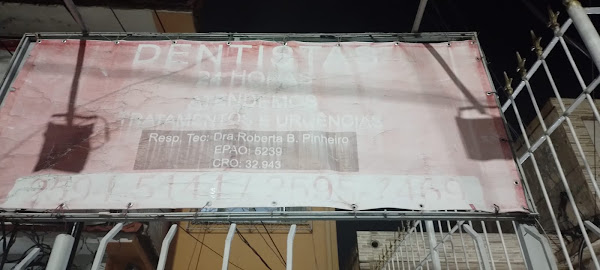 DENTISTAS
24 HORAS
ATENDEMOS
TRATAMENTOS E URGÊNCIAS
Resp. Tec. Dra. Roberta B. Pinheiro
EPAO: 6239
CRO: 32.943